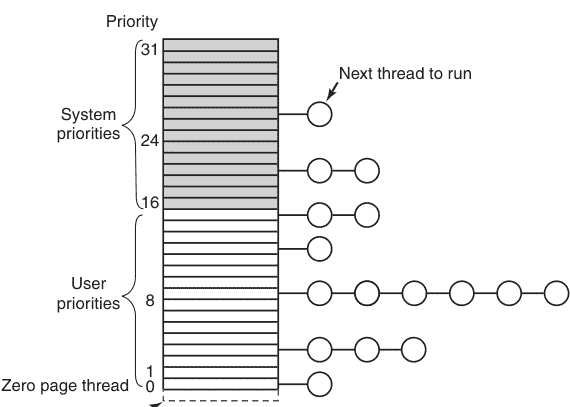 Priority
31
Next thread to run
System
priorities
24
16
User
priorities
8
1
Zero page thread 0